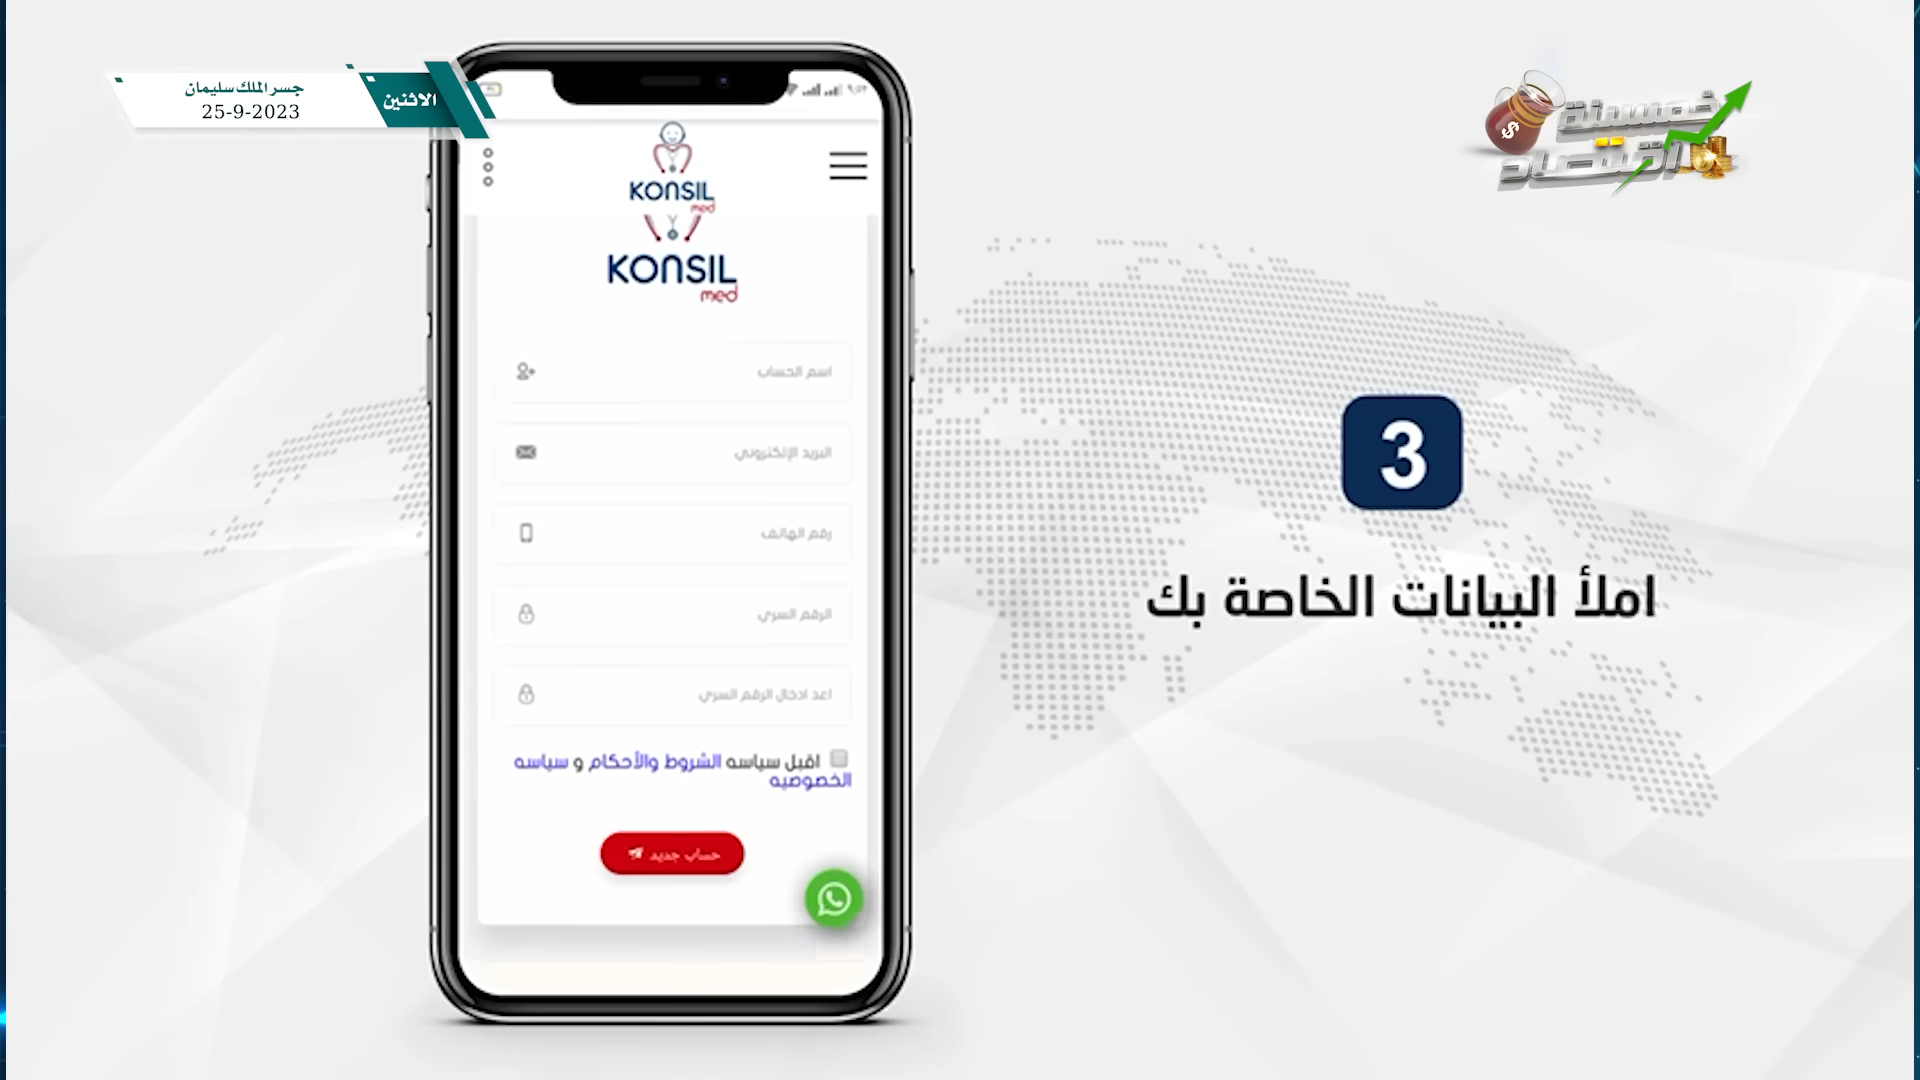 جسر الملك سليمان
25-9-2023
الاثنين
خمسينة
اقتصاد
$
٩:٥٣
KONSIL
med
KONSIL
med
اسم الحساب
البريد الإلكتروني
رقم الهاتف
الرقم السري
اعد ادخال الرقم السري
اقبل سياسه الشروط والأحكام و سياسه
الخصوصيه
حساب جديد
3
املأ البيانات الخاصة بك